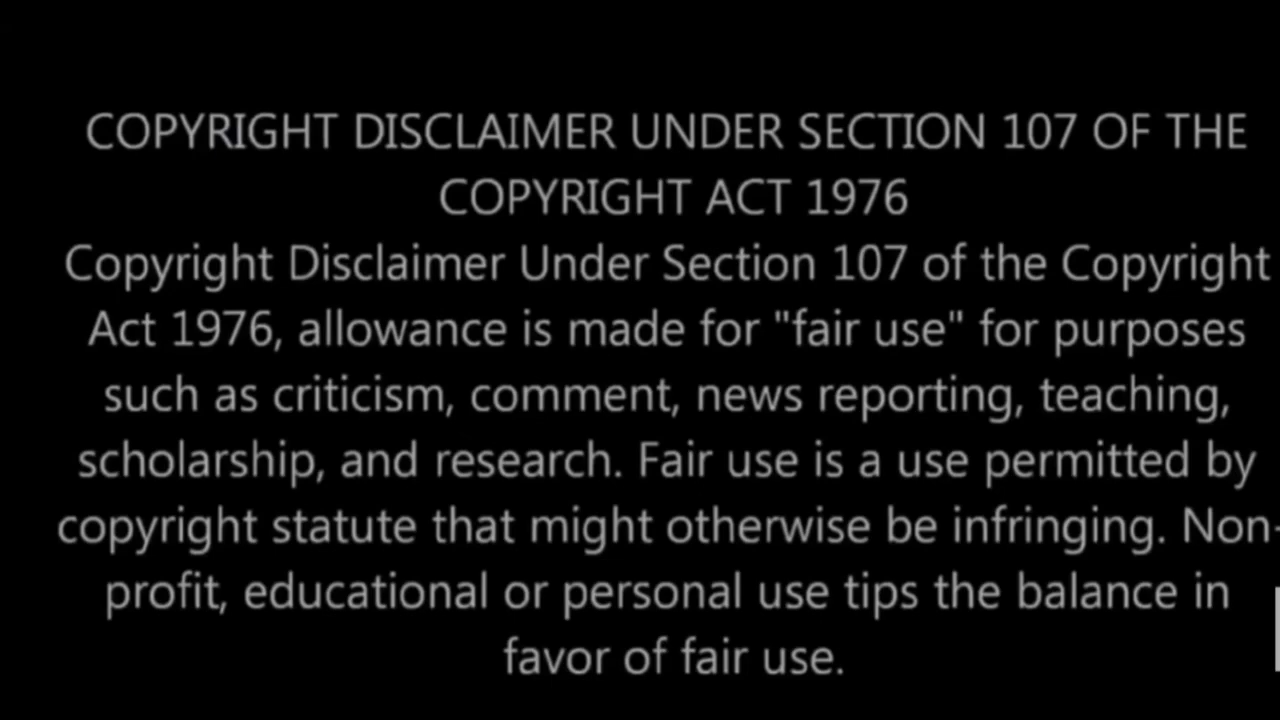 COPYRIGHT DISCLAIMER UNDER SECTION 107 OF THE
COPYRIGHT ACT 1976
Copyright Disclaimer Under Section 107 of the Copyright
Act 1976, allowance is made for "fair use" for purposes
such as criticism, comment, news reporting, teaching,
scholarship, and research. Fair use is a use permitted by
copyright statute that might otherwise be infringing. Non-
profit, educational or personal use tips the balance in
favor of fair use.